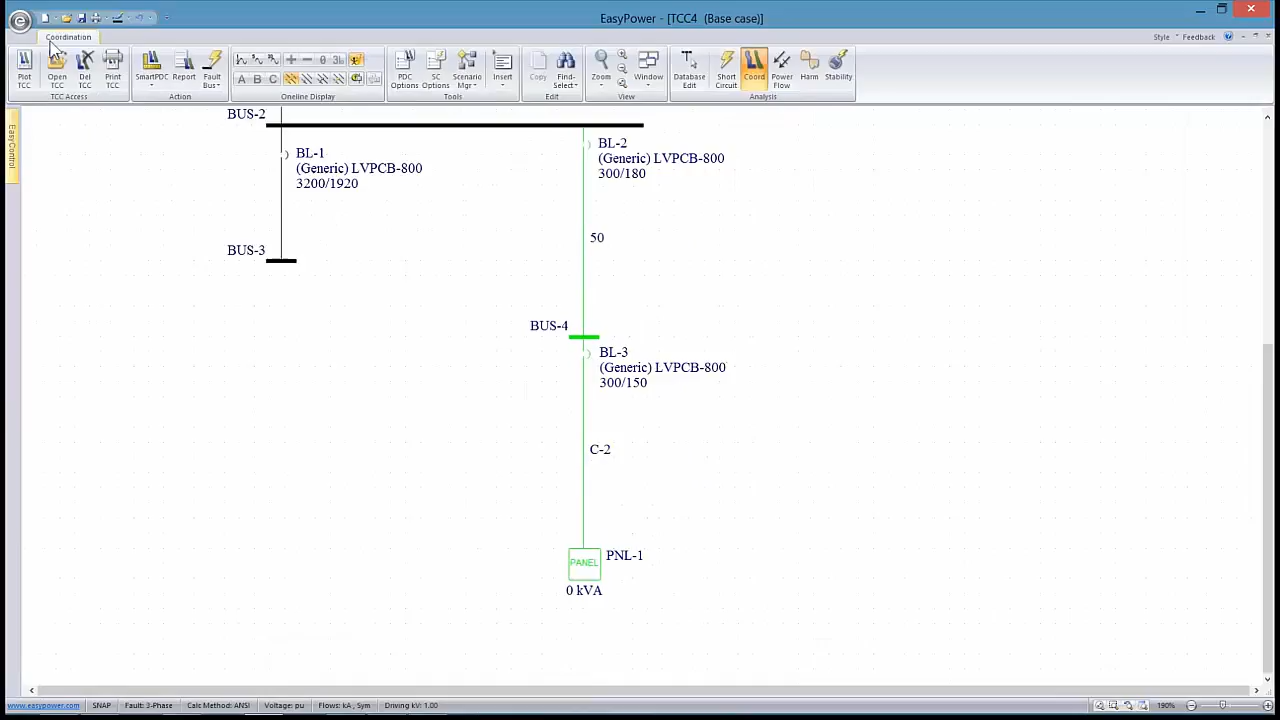 EasyPower - [TCC4 (Base case)]
Coordination
Style
Feedback
Plot TCC
Open TCC
Del TCC
Print TCC
SmartPDC
Report
Fault Bus
PDC Options
SC Options
Scenario Mgr
Insert
Copy
Find-Select
Zoom
Window
Database Edit
Short Circuit
Coord
Power Flow
Harm
Stability
A B C
TCC Access
Action
Oneline Display
Tools
Edit
View
Analysis
EasyControl
BUS-2
BL-1
(Generic) LVPCB-800
3200/1920
BL-2
(Generic) LVPCB-800
300/180
50
BUS-3
BUS-4
BL-3
(Generic) LVPCB-800
300/150
C-2
PANEL
PNL-1
0 kVA
www.easypower.com
SNAP
Fault: 3-Phase
Calc Method: ANSI
Voltage: pu
Flows: kA , Sym
Driving kV: 1.00
190%